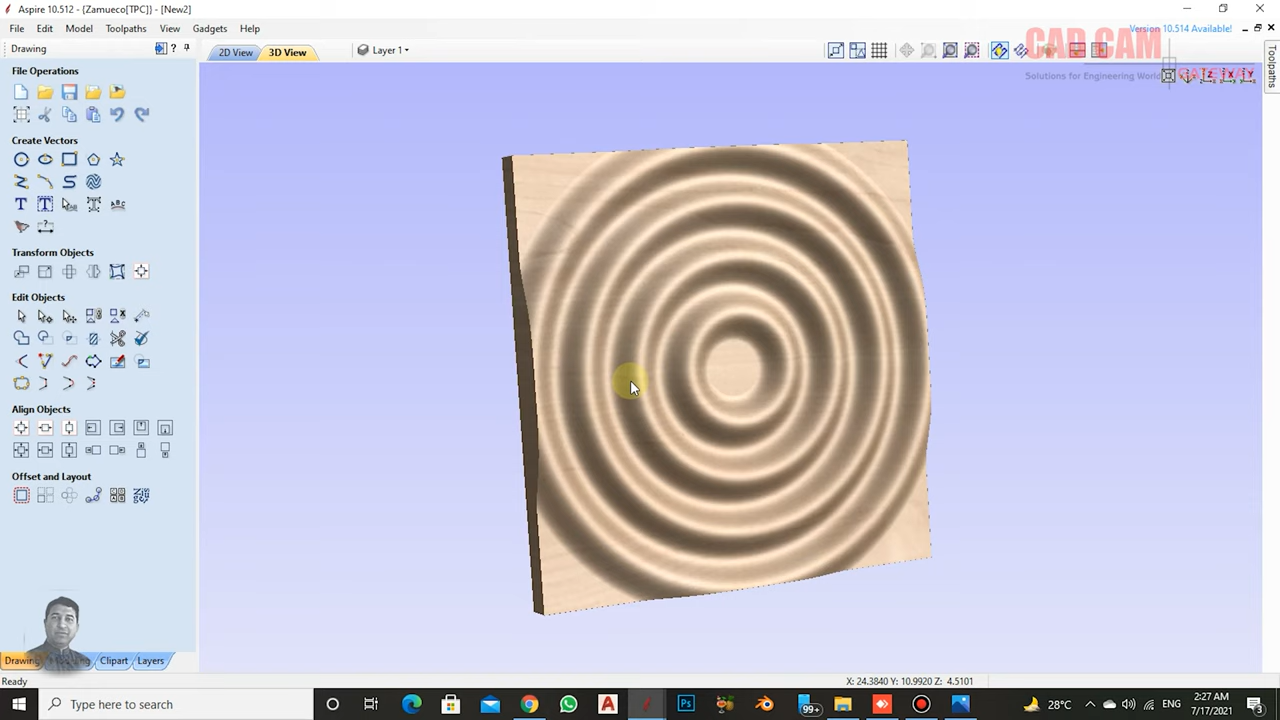 Aspire 10.512 - {Zamueco[TPC]} - [New2]
File Edit Model Toolpaths View Gadgets Help
Version 10.514 Available!
CAD CAM
Solutions for Engineering World
GATEWAY
Drawing
2D View 3D View Layer 1
Toolpaths
File Operations
Create Vectors
Transform Objects
Edit Objects
Align Objects
Offset and Layout
Drawing Clipart Layers
Ready
X: 24.3840 Y: 10.9920 Z: 4.5101
Type here to search
99+
28°C
2:27 AM
7/17/2021